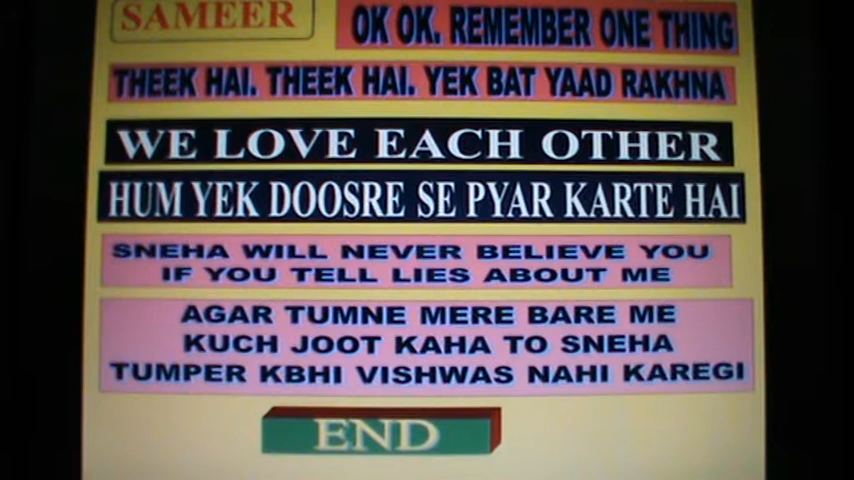 SAMEER
OK OK. REMEMBER ONE THING
THEEK HAI. THEEK HAI. YEK BAT YAAD RAKHNA
WE LOVE EACH OTHER
HUM YEK DOOSRE SE PYAR KARTE HAI
SNEHA WILL NEVER BELIEVE YOU
IF YOU TELL LIES ABOUT ME
AGAR TUMNE MERE BARE ME
KUCH JOOT KAHA TO SNEHA
TUMPER KBHI VISHWAS NAHI KAREGI
END